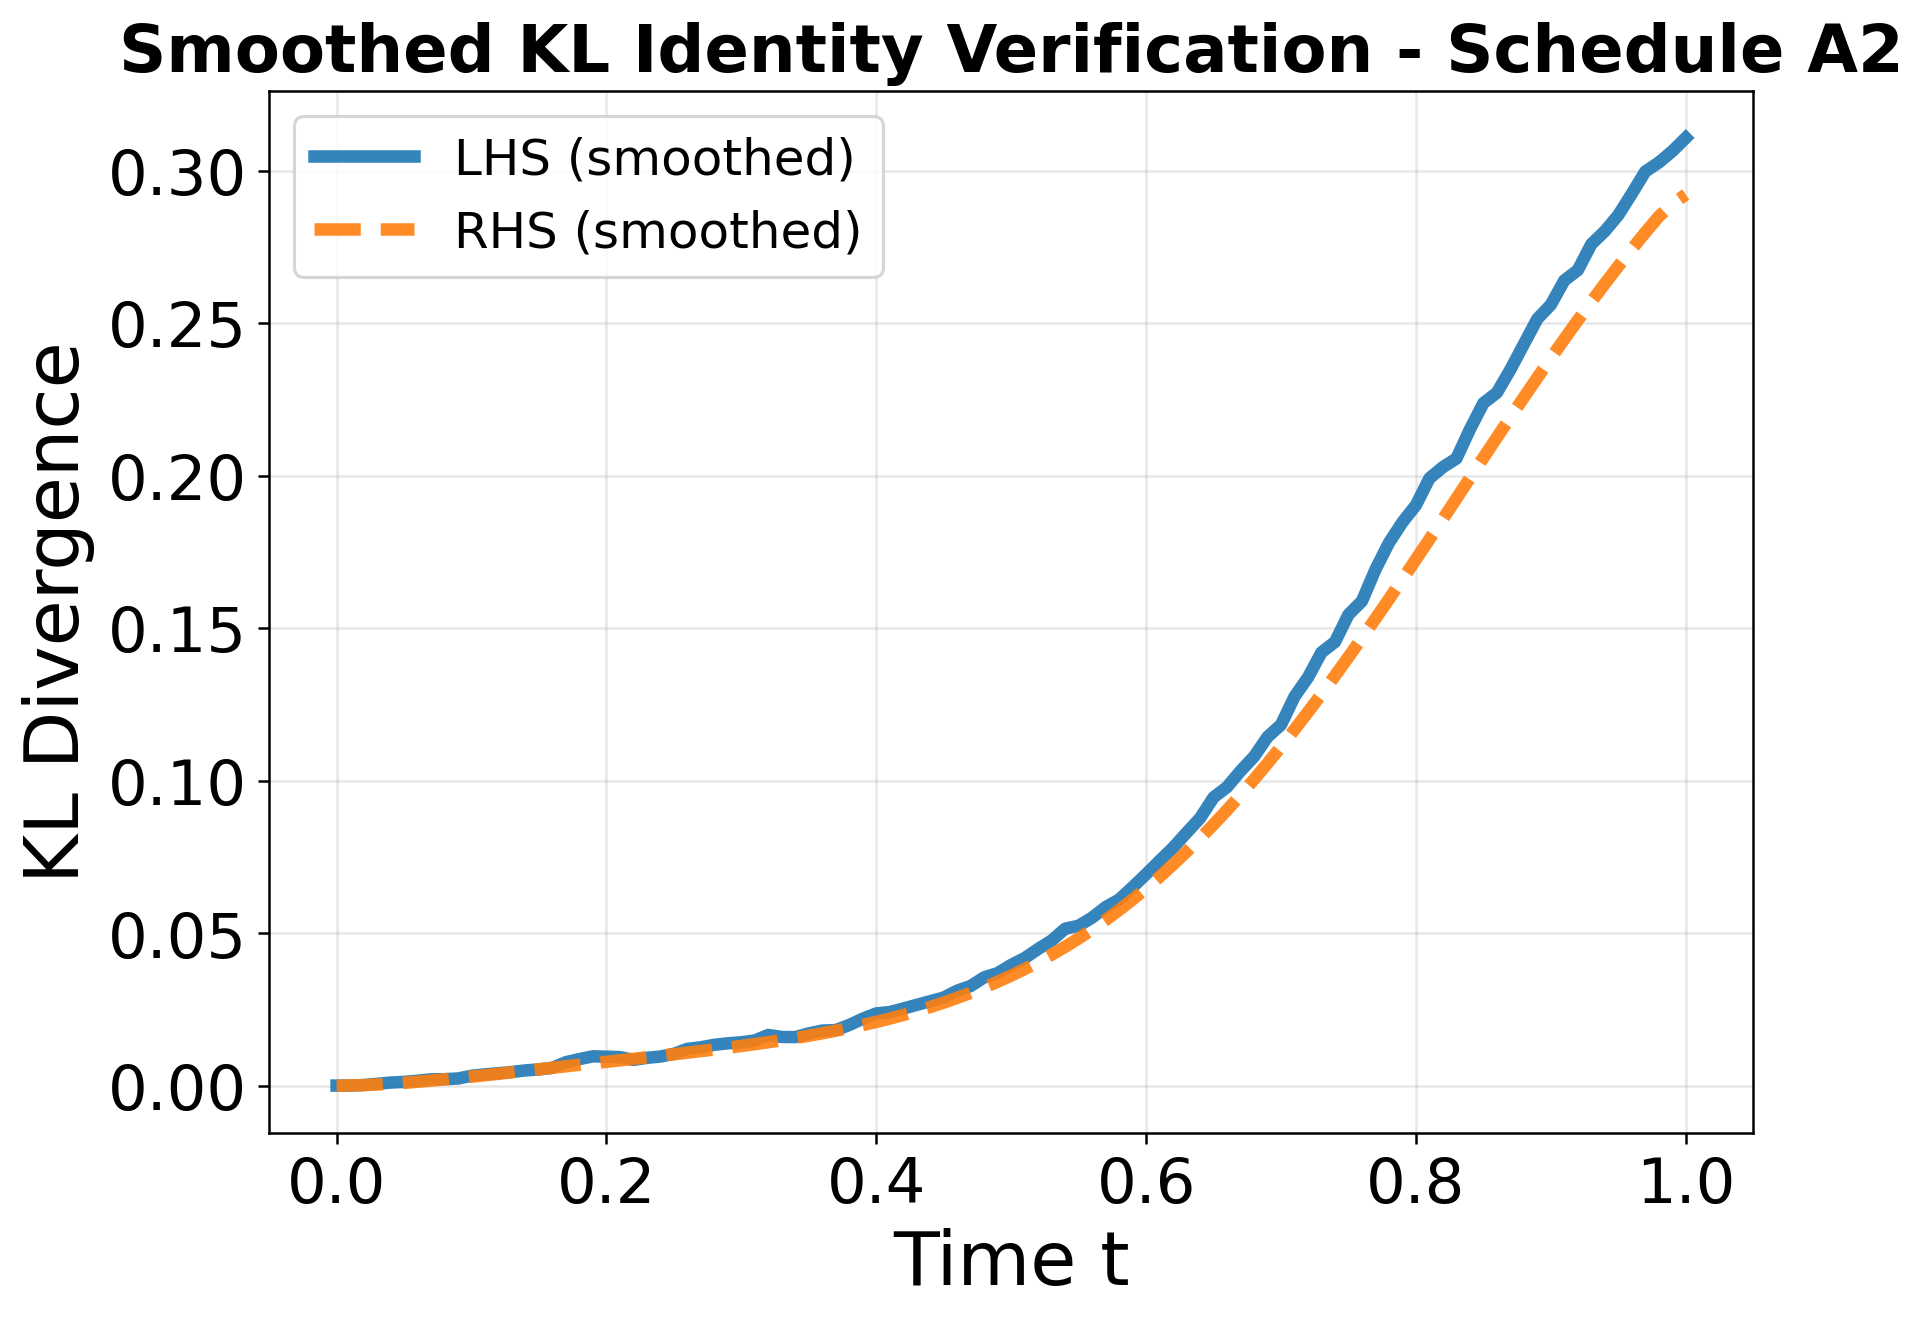 Smoothed KL Identity Verification - Schedule A2
LHS (smoothed)
RHS (smoothed)
KL Divergence
0.30
0.25
0.20
0.15
0.10
0.05
0.00
0.0 0.2 0.4 0.6 0.8 1.0
Time t